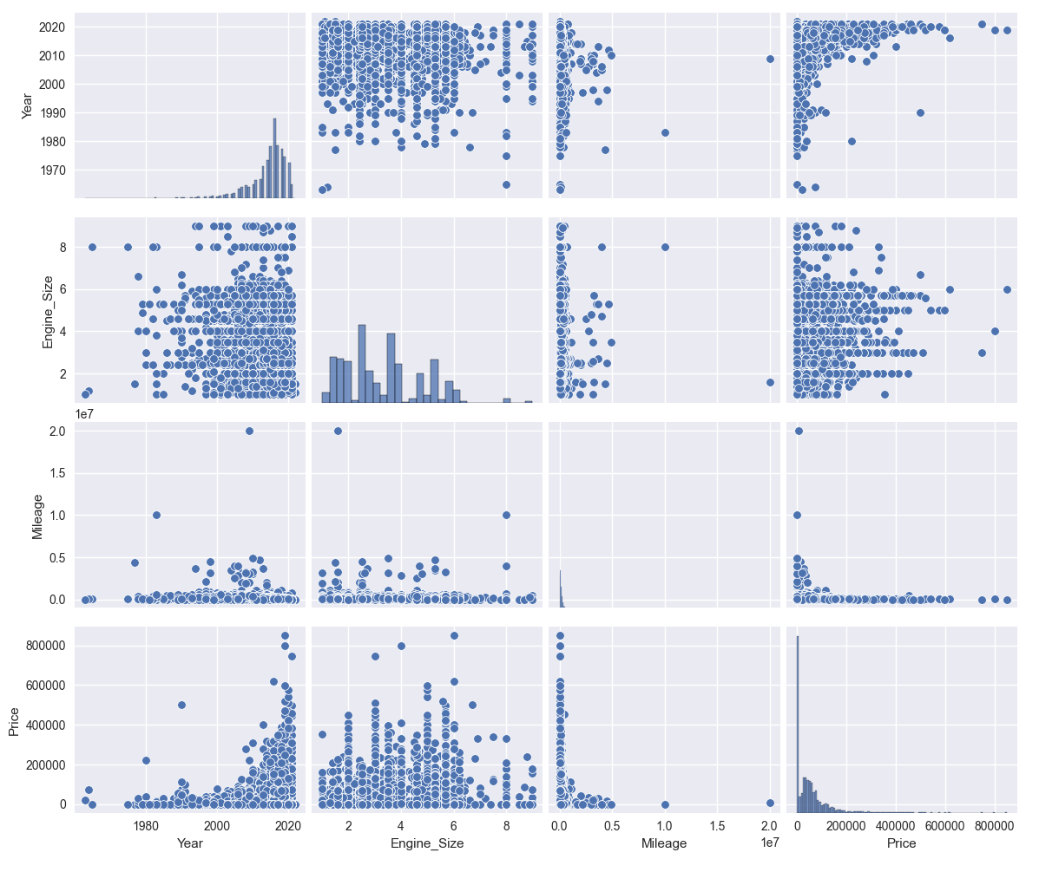 2020
2010
2000
1990
1980
1970
Year
8
6
4
2
Engine_Size
1e7
2.0
1.5
1.0
0.5
0.0
Mileage
800000
600000
400000
200000
0
Price
1980 2000 2020 2 4 6 8 0.0 0.5 1.0 1.5 2.0 0 200000 400000 600000 800000
1e7
Year Engine_Size Mileage Price